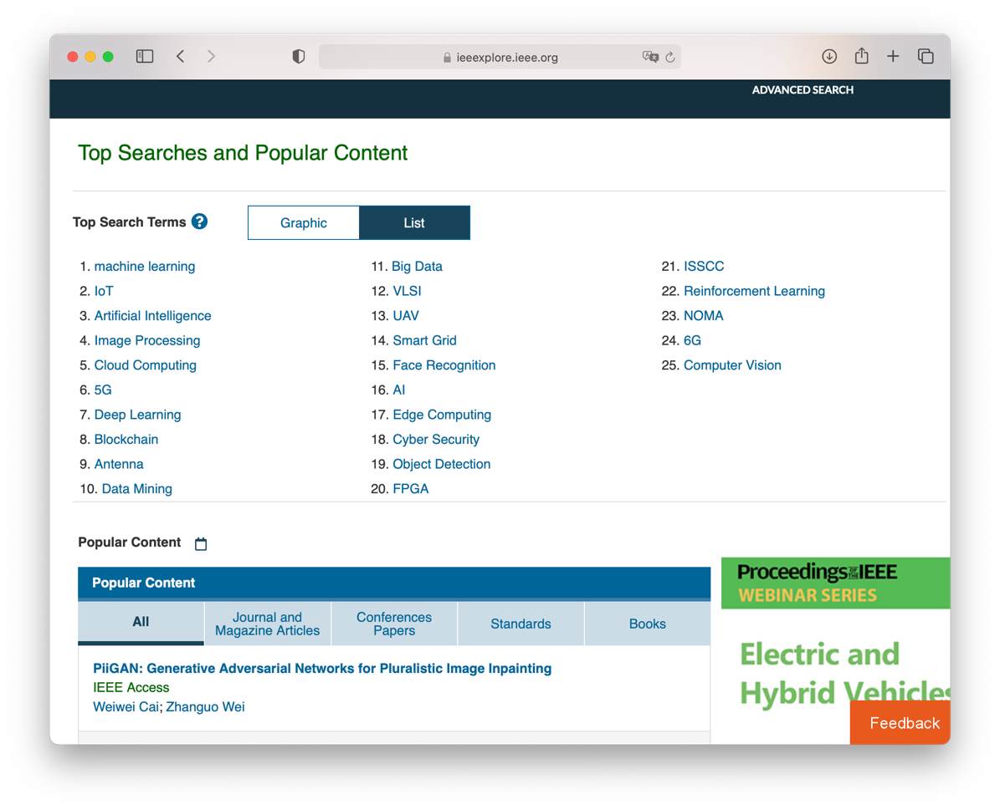 ieeexplore.ieee.org
ADVANCED SEARCH
Top Searches and Popular Content
Top Search Terms ?
Graphic
List
1. machine learning
2. IoT
3. Artificial Intelligence
4. Image Processing
5. Cloud Computing
6. 5G
7. Deep Learning
8. Blockchain
9. Antenna
10. Data Mining
11. Big Data
12. VLSI
13. UAV
14. Smart Grid
15. Face Recognition
16. AI
17. Edge Computing
18. Cyber Security
19. Object Detection
20. FPGA
21. ISSCC
22. Reinforcement Learning
23. NOMA
24. 6G
25. Computer Vision
Popular Content
Popular Content
All
Journal and
Magazine Articles
Conferences
Papers
Standards
Books
PiiGAN: Generative Adversarial Networks for Pluralistic Image Inpainting
IEEE Access
Weiwei Cai; Zhanguo Wei
Proceedings OF THE IEEE
WEBINAR SERIES
Electric and
Hybrid Vehicles
Feedback